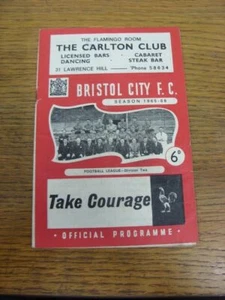 THE FLAMINGO ROOM
THE CARLTON CLUB
LICENSED BARS · CABARET
DANCING STEAK BAR
21 LAWRENCE HILL — 'Phone 56634
BRISTOL CITY F.C.
SEASON 1965-66
6D
FOOTBALL LEAGUE—Division Two
Take Courage
· OFFICIAL PROGRAMME ·